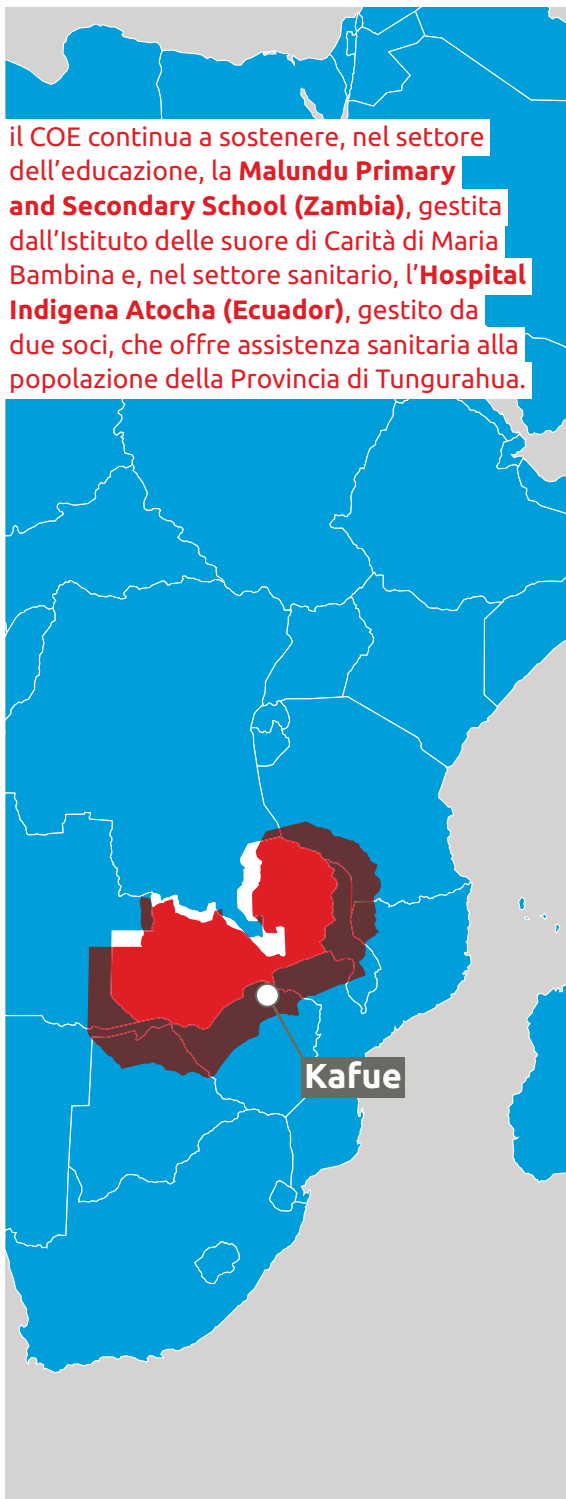 il COE continua a sostenere, nel settore
dell’educazione, la Malundu Primary
and Secondary School (Zambia), gestita
dall’Istituto delle suore di Carità di Maria
Bambina e, nel settore sanitario, l’Hospital
Indigena Atocha (Ecuador), gestito da
due soci, che offre assistenza sanitaria alla
popolazione della Provincia di Tungurahua.
Kafue